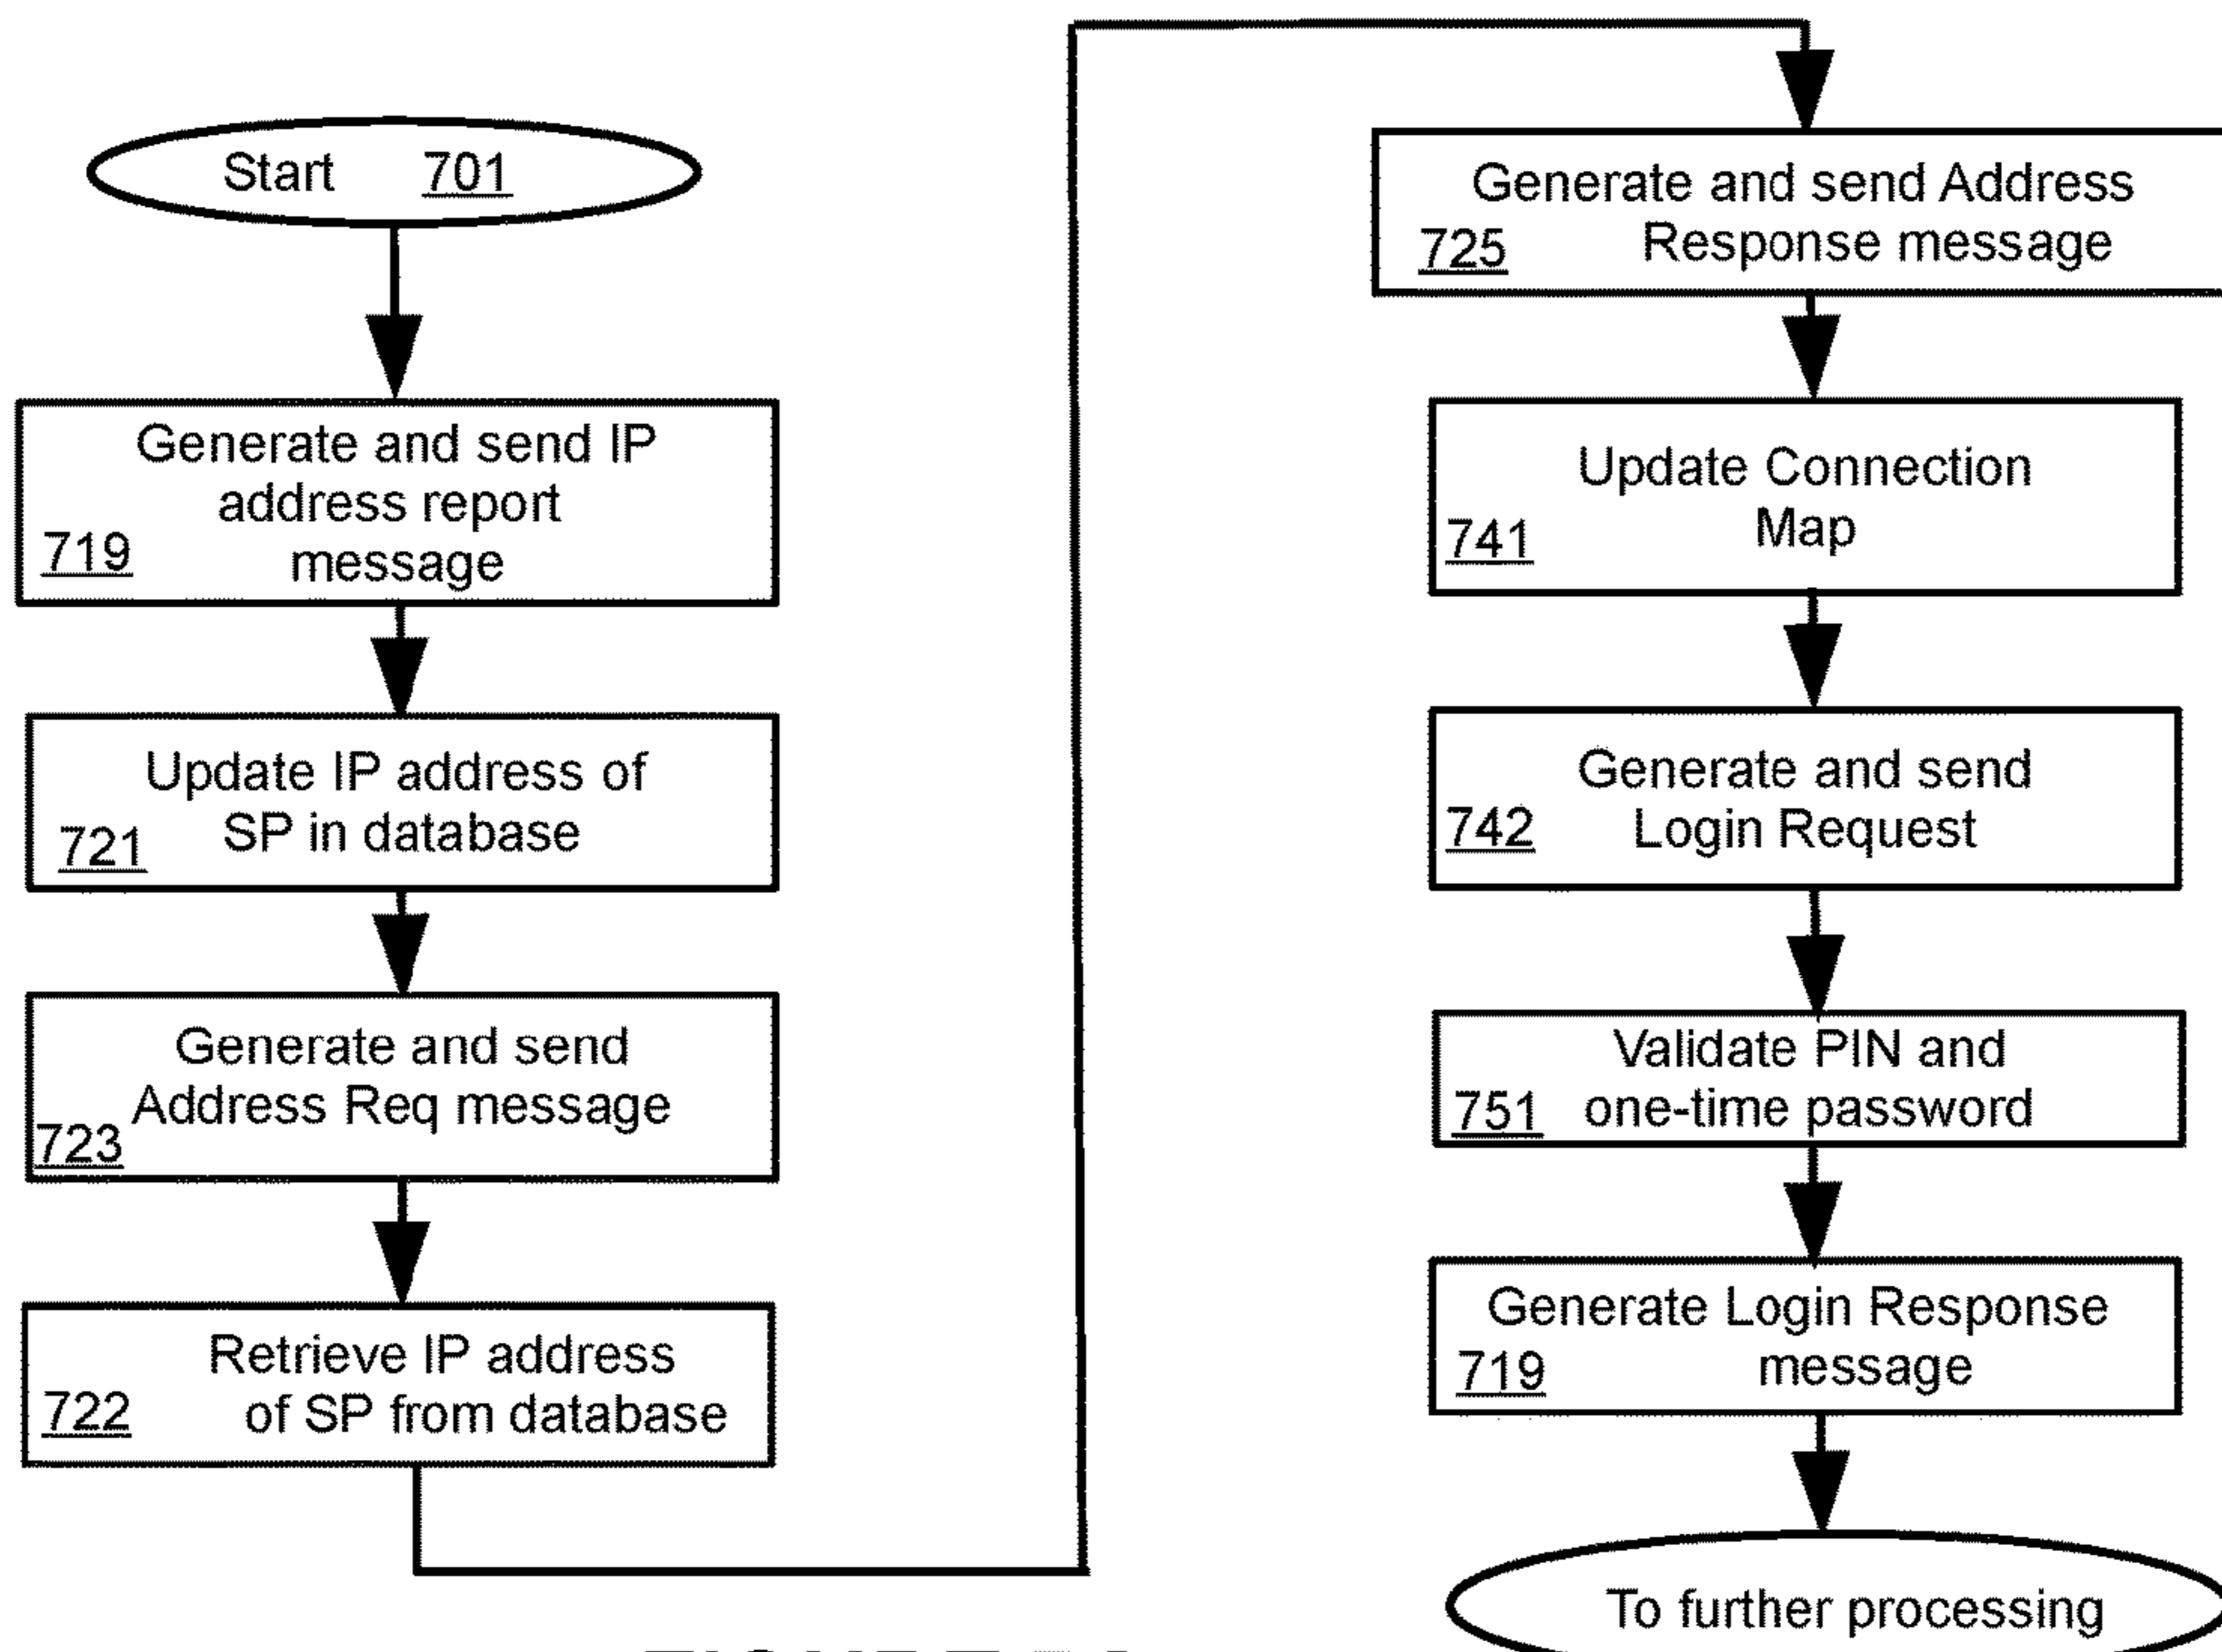 Start 701
Generate and send IP
address report
719 message
Update IP address of
721 SP in database
Generate and send
Address Req message
723
Retrieve IP address
722 of SP from database
Generate and send Address
725 Response message
Update Connection
741 Map
Generate and send
742 Login Request
Validate PIN and
751 one-time password
Generate Login Response
719 message
To further processing